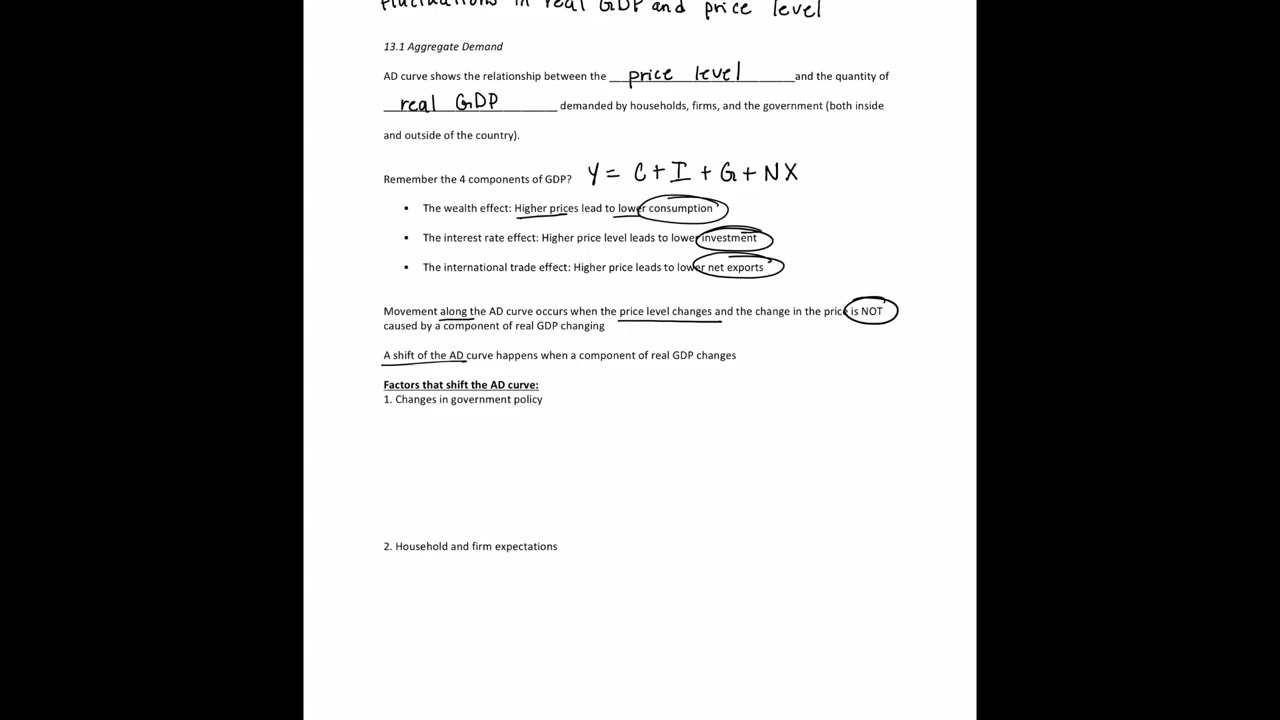 Fluctuations in real GDP and price level
13.1 Aggregate Demand
AD curve shows the relationship between the price level and the quantity of
real GDP demanded by households, firms, and the government (both inside
and outside of the country).
Remember the 4 components of GDP? Y = C + I + G + NX
• The wealth effect: Higher prices lead to lower consumption
• The interest rate effect: Higher price level leads to lower investment
• The international trade effect: Higher price leads to lower net exports
Movement along the AD curve occurs when the price level changes and the change in the price is NOT
caused by a component of real GDP changing
A shift of the AD curve happens when a component of real GDP changes
Factors that shift the AD curve:
1. Changes in government policy
2. Household and firm expectations